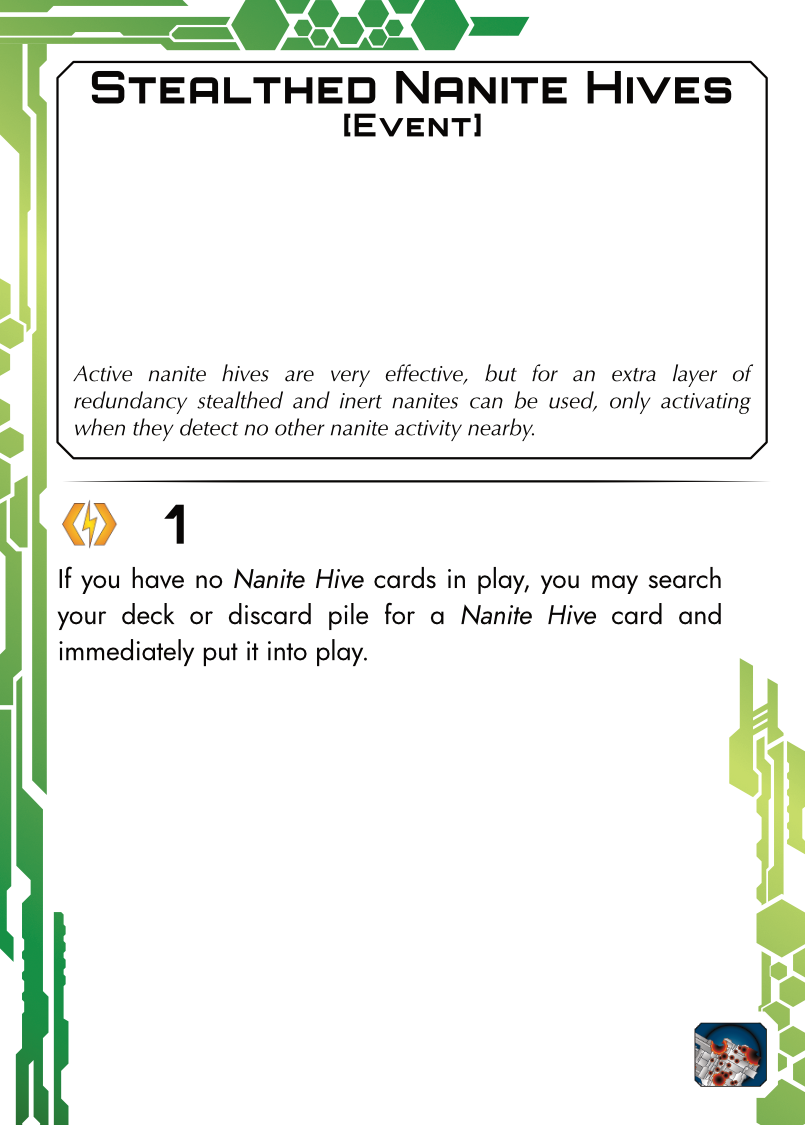 Stealthed Nanite Hives
[Event]
Active nanite hives are very effective, but for an extra layer of
redundancy stealthed and inert nanites can be used, only activating
when they detect no other nanite activity nearby.
1
If you have no Nanite Hive cards in play, you may search
your deck or discard pile for a Nanite Hive card and
immediately put it into play.